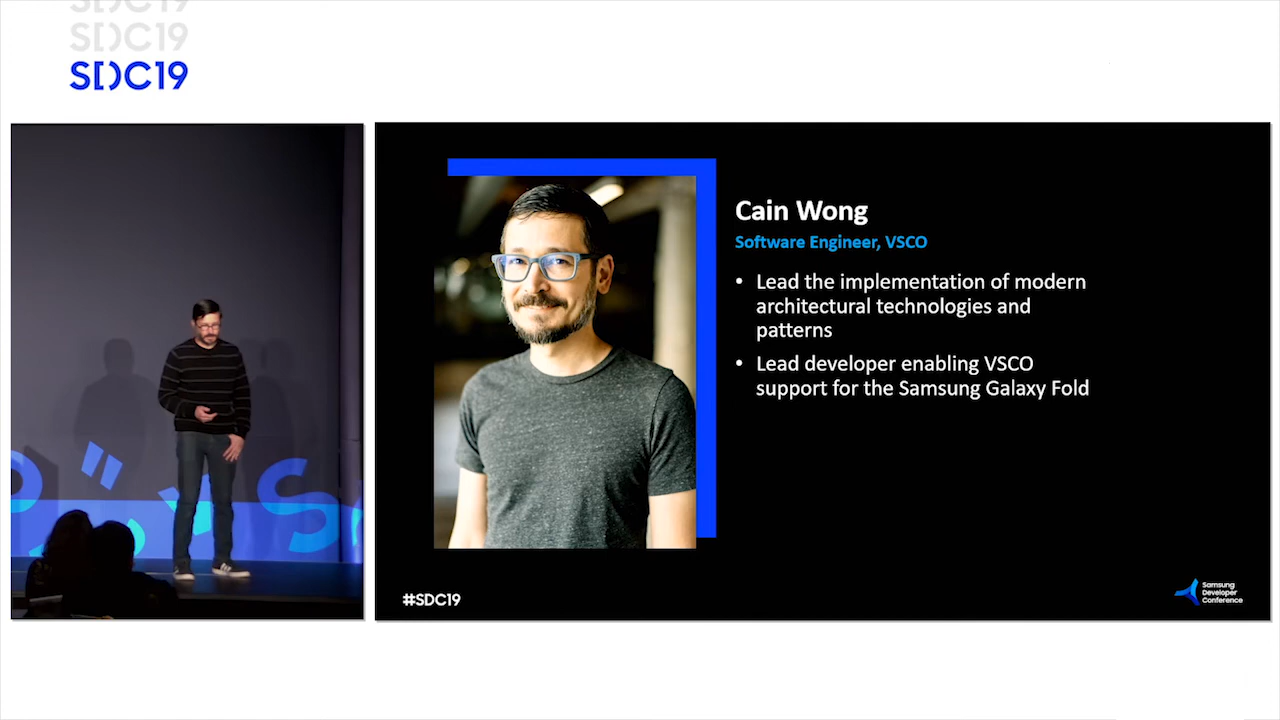 SDC19
SDC19
SDC19
Cain Wong
Software Engineer, VSCO
• Lead the implementation of modern
architectural technologies and
patterns
• Lead developer enabling VSCO
support for the Samsung Galaxy Fold
#SDC19
Samsung
Developer
Conference